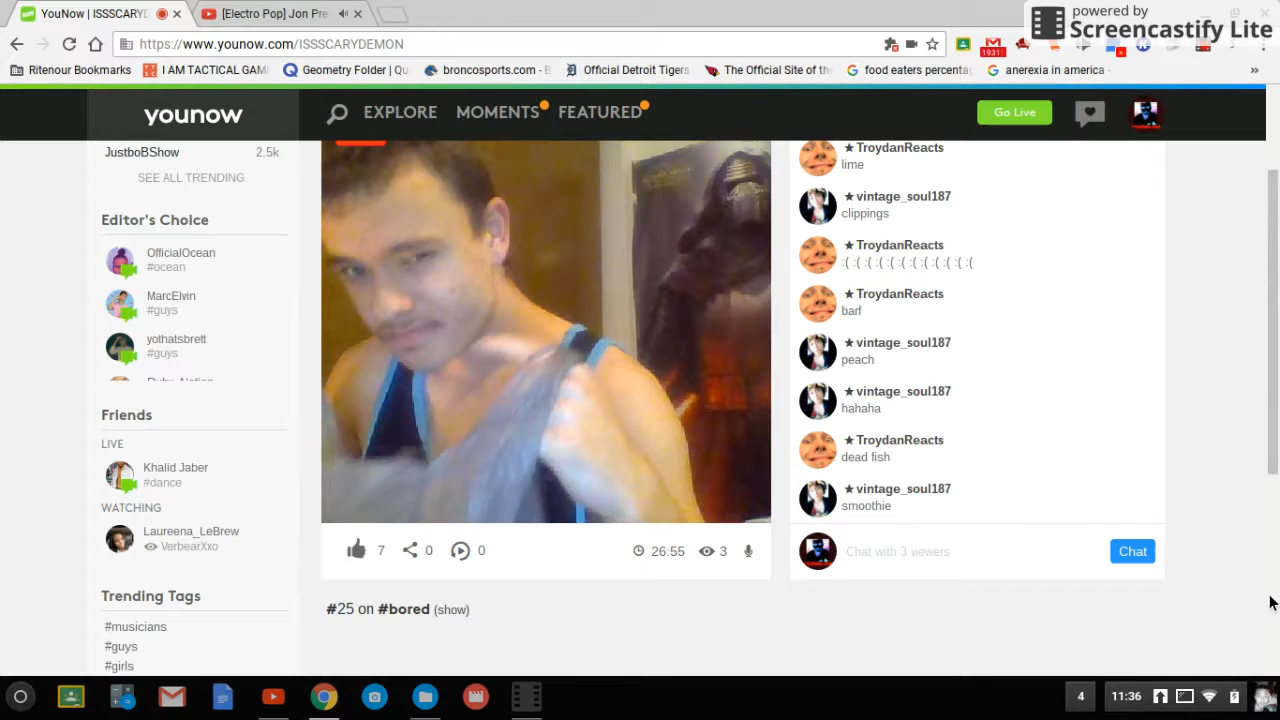 YouNow | ISSSCARYD
[Electro Pop] Jon Pre
powered by
Screencastify Lite
https://www.younow.com/ISSSCARYDEMON
1931
Ritenour Bookmarks
I AM TACTICAL GAMI
Geometry Folder | Qu
broncosports.com - B
Official Detroit Tigers
The Official Site of th
food eaters percenta
anerexia in america -
»
younow
EXPLORE
MOMENTS
FEATURED
Go Live
JustboBShow 2.5k
SEE ALL TRENDING
Editor's Choice
OfficialOcean
#ocean
MarcElvin
#guys
yothatsbrett
#guys
Friends
LIVE
Khalid Jaber
#dance
WATCHING
Laureena_LeBrew
VerbearXxo
Trending Tags
#musicians
#guys
#girls
7 0 0 26:55 3
#25 on #bored (show)
★TroydanReacts
lime
★vintage_soul187
clippings
★TroydanReacts
:( :( :( :( :( :( :( :( :( :(
★TroydanReacts
barf
★vintage_soul187
peach
★vintage_soul187
hahaha
★TroydanReacts
dead fish
★vintage_soul187
smoothie
Chat with 3 viewers
Chat
4
11:36